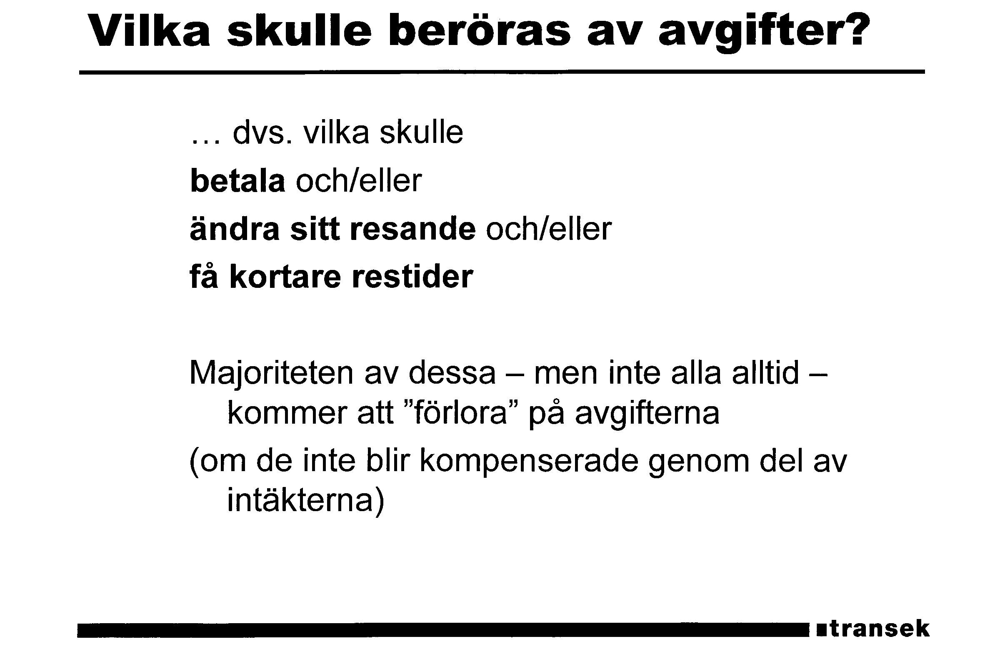 Vilka skulle beröras av avgifter?
… dvs. vilka skulle
betala och/eller
ändra sitt resande och/eller
få kortare restider
Majoriteten av dessa – men inte alla alltid –
kommer att ”förlora” på avgifterna
(om de inte blir kompenserade genom del av
intäkterna)
transek